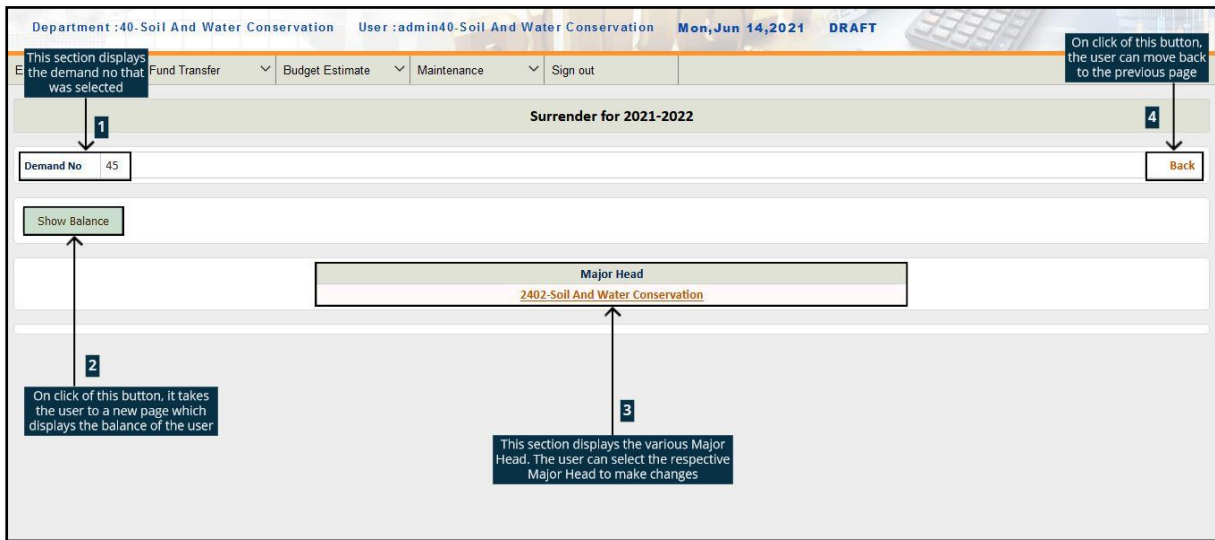 Department :40-Soil And Water Conservation User :admin40-Soil And Water Conservation Mon,Jun 14,2021 DRAFT
This section displays
the demand no that
was selected
On click of this button,
the user can move back
to the previous page
E Fund Transfer Budget Estimate Maintenance Sign out
Surrender for 2021-2022
1
4
Demand No 45 Back
Show Balance
Major Head
2402-Soil And Water Conservation
2
On click of this button, it takes
the user to a new page which
displays the balance of the user
3
This section displays the various Major
Head. The user can select the respective
Major Head to make changes